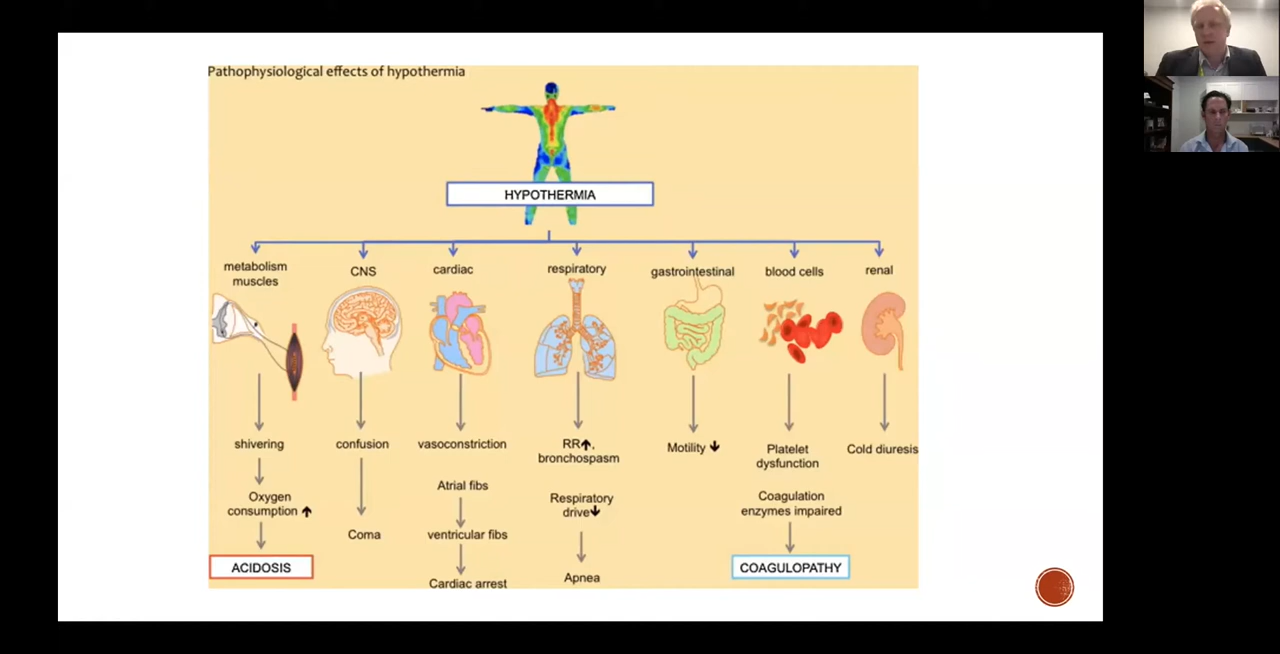 Pathophysiological effects of hypothermia
HYPOTHERMIA
metabolism
muscles
CNS
cardiac
respiratory
gastrointestinal
blood cells
renal
shivering
Oxygen
consumption ↑
ACIDOSIS
confusion
Coma
vasoconstriction
Atrial fibs
ventricular fibs
Cardiac arrest
RR↑,
bronchospasm
Respiratory
drive↓
Apnea
Motility ↓
Platelet
dysfunction
Coagulation
enzymes impaired
COAGULOPATHY
Cold diuresis